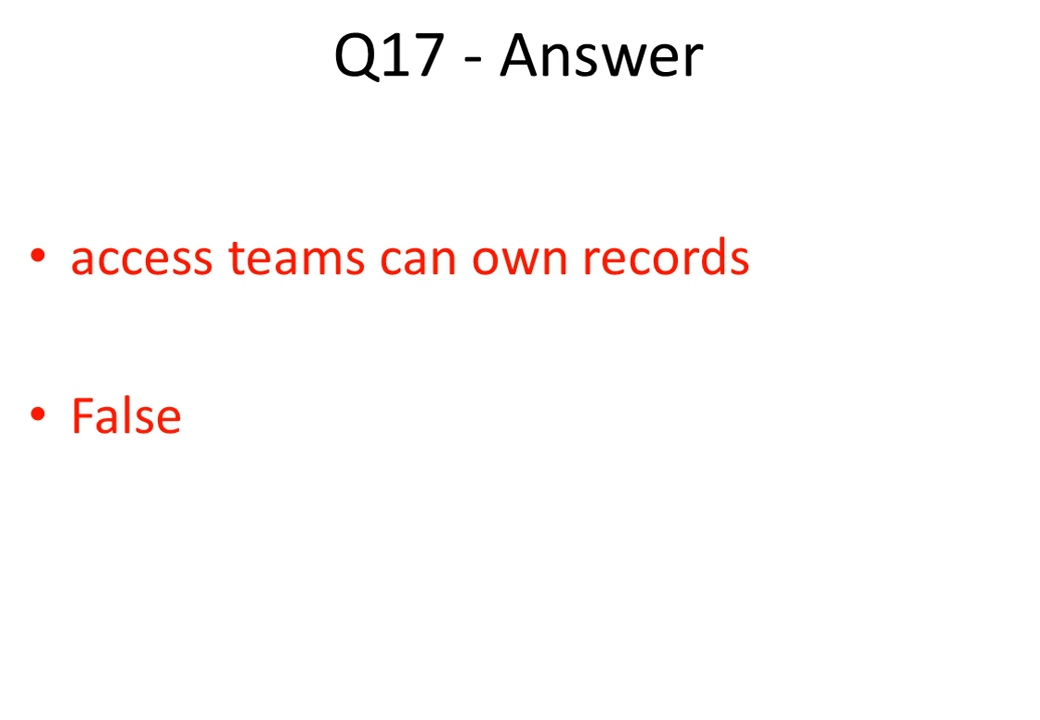 Q17 - Answer
• access teams can own records
• False